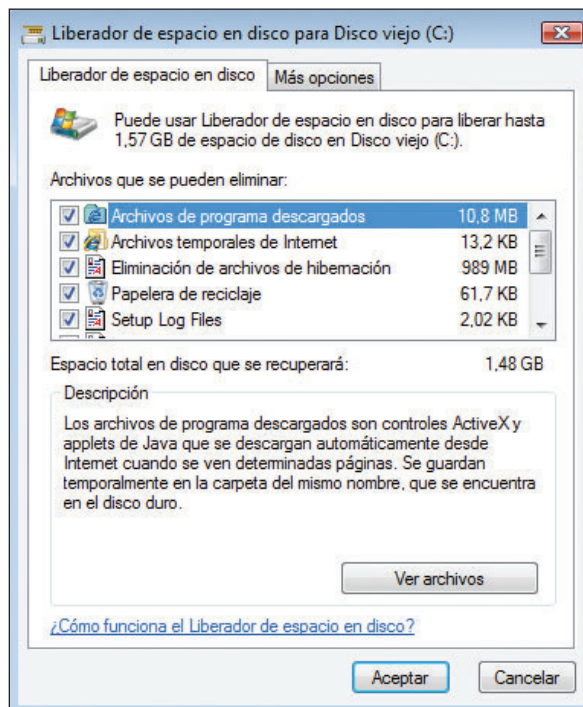 Liberador de espacio en disco para Disco viejo (C:)
Liberador de espacio en disco
Más opciones
Puede usar Liberador de espacio en disco para liberar hasta
1,57 GB de espacio de disco en Disco viejo (C:).
Archivos que se pueden eliminar:
Archivos de programa descargados 10,8 MB
Archivos temporales de Internet 13,2 KB
Eliminación de archivos de hibernación 989 MB
Papelera de reciclaje 61,7 KB
Setup Log Files 2,02 KB
Espacio total en disco que se recuperará: 1,48 GB
Descripción
Los archivos de programa descargados son controles ActiveX y
applets de Java que se descargan automáticamente desde
Internet cuando se ven determinadas páginas. Se guardan
temporalmente en la carpeta del mismo nombre, que se encuentra
en el disco duro.
Ver archivos
¿Cómo funciona el Liberador de espacio en disco?
Aceptar
Cancelar